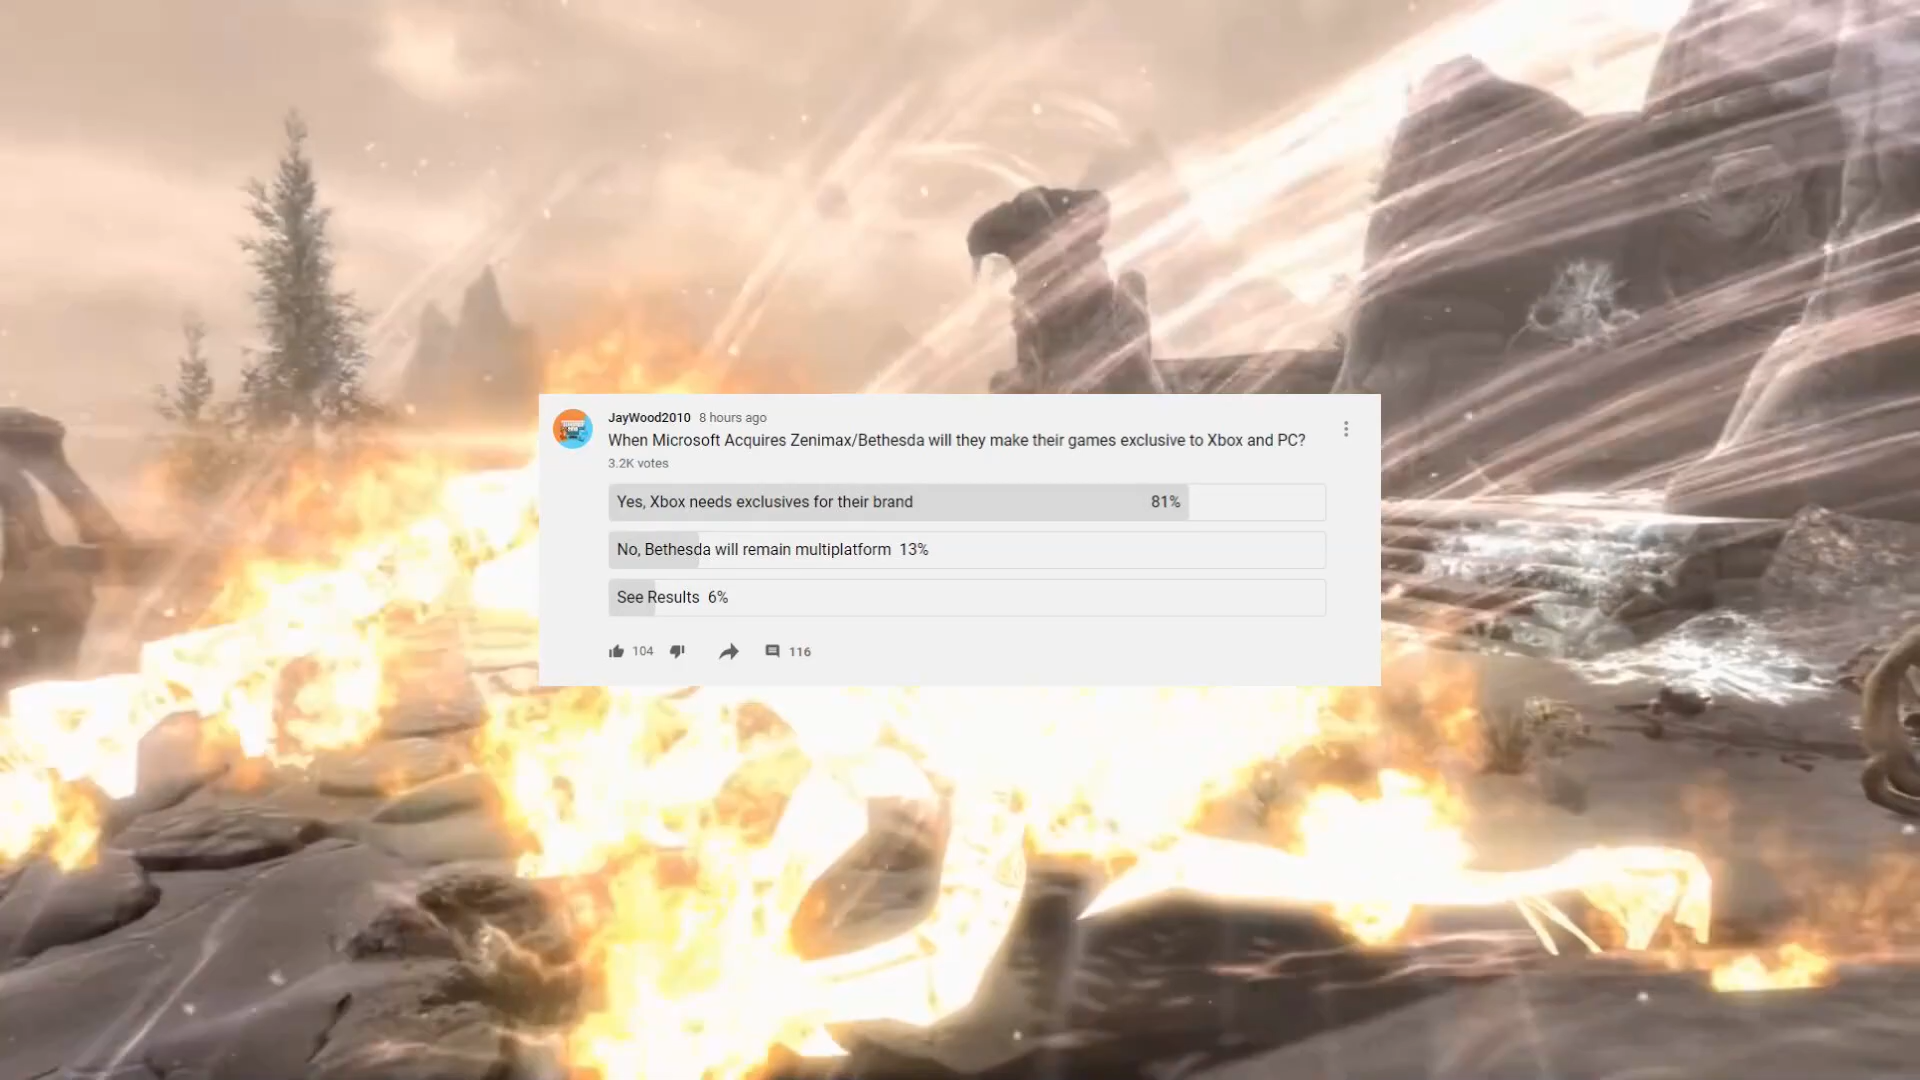 JayWood2010 8 hours ago
When Microsoft Acquires Zenimax/Bethesda will they make their games exclusive to Xbox and PC?
3.2K votes
Yes, Xbox needs exclusives for their brand 81%
No, Bethesda will remain multiplatform 13%
See Results 6%
104 116